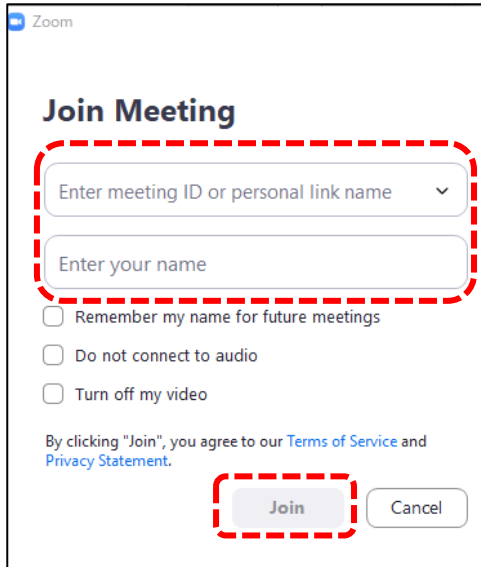 Zoom
Join Meeting
Enter meeting ID or personal link name
Enter your name
Remember my name for future meetings
Do not connect to audio
Turn off my video
By clicking "Join", you agree to our Terms of Service and
Privacy Statement.
Join Cancel